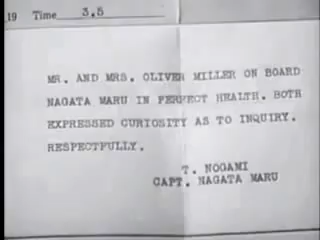 19 Time 3.5
MR. AND MRS. OLIVER MILLER ON BOARD
NAGATA MARU IN PERFECT HEALTH. BOTH
EXPRESSED CURIOSITY AS TO INQUIRY.
RESPECTFULLY.
T. NOGAMI
CAPT. NAGATA MARU